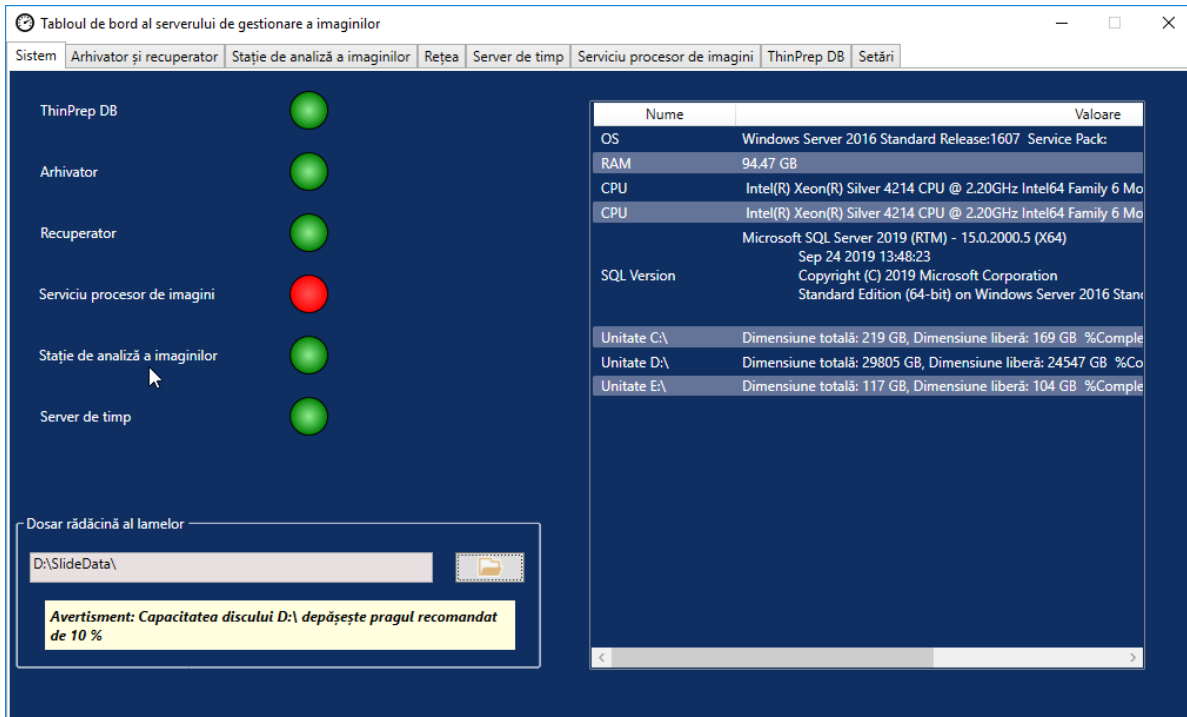 Tabloul de bord al serverului de gestionare a imaginilor
Sistem Arhivator și recuperator Stație de analiză a imaginilor Rețea Server de timp Serviciu procesor de imagini ThinPrep DB Setări
ThinPrep DB
Arhivator
Recuperator
Serviciu procesor de imagini
Stație de analiză a imaginilor
Server de timp
Dosar rădăcină al lamelor
D:\SlideData\
Avertisment: Capacitatea discului D:\ depășește pragul recomandat
de 10 %
Nume Valoare
OS Windows Server 2016 Standard Release:1607 Service Pack:
RAM 94.47 GB
CPU Intel(R) Xeon(R) Silver 4214 CPU @ 2.20GHz Intel64 Family 6 Mo
CPU Intel(R) Xeon(R) Silver 4214 CPU @ 2.20GHz Intel64 Family 6 Mo
Microsoft SQL Server 2019 (RTM) - 15.0.2000.5 (X64)
Sep 24 2019 13:48:23
SQL Version Copyright (C) 2019 Microsoft Corporation
Standard Edition (64-bit) on Windows Server 2016 Stan
Unitate C:\ Dimensiune totală: 219 GB, Dimensiune liberă: 169 GB %Comple
Unitate D:\ Dimensiune totală: 29805 GB, Dimensiune liberă: 24547 GB %Co
Unitate E:\ Dimensiune totală: 117 GB, Dimensiune liberă: 104 GB %Comple